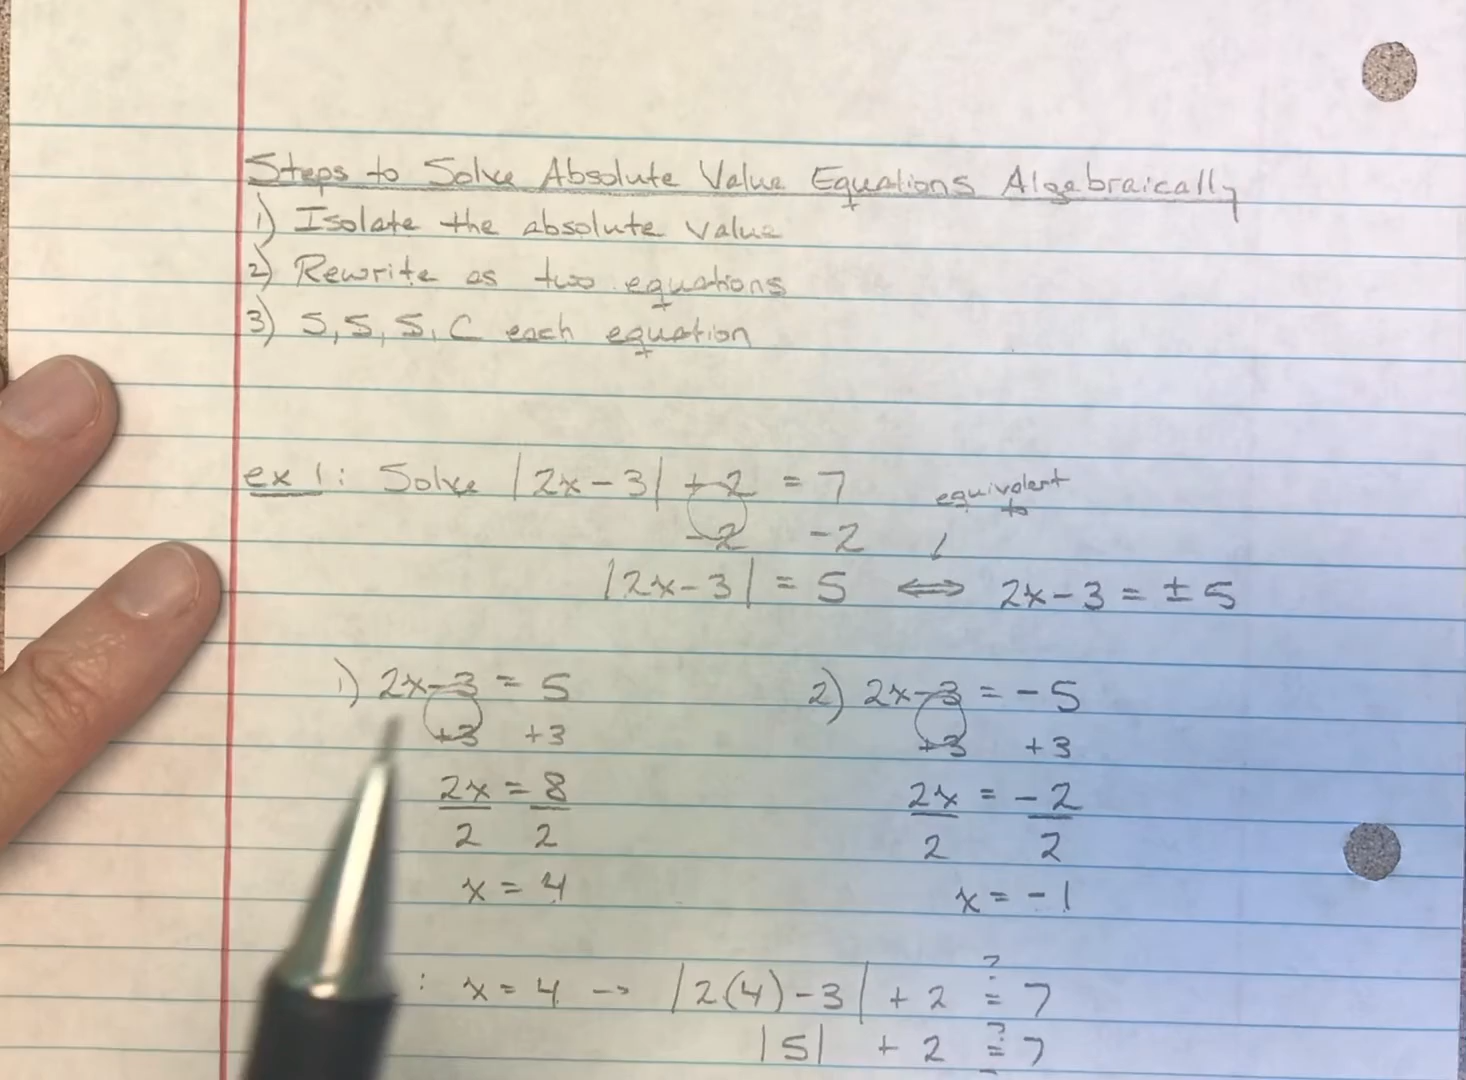 Steps to Solve Absolute Value Equations Algebraically
1) Isolate the absolute value
2) Rewrite as two equations
3) S, S, S, C each equation
ex 1: Solve |2x-3| + 2 = 7
equivalent
to
-2 -2
|2x-3| = 5 ⟺ 2x-3 = ±5
1) 2x-3 = 5 2) 2x-3 = -5
+3 +3 +3 +3
2x = 8 2x = -2
2 2 2 2
x = 4 x = -1
: x = 4 → |2(4)-3| + 2 ≟ 7
|5| + 2 ≟ 7